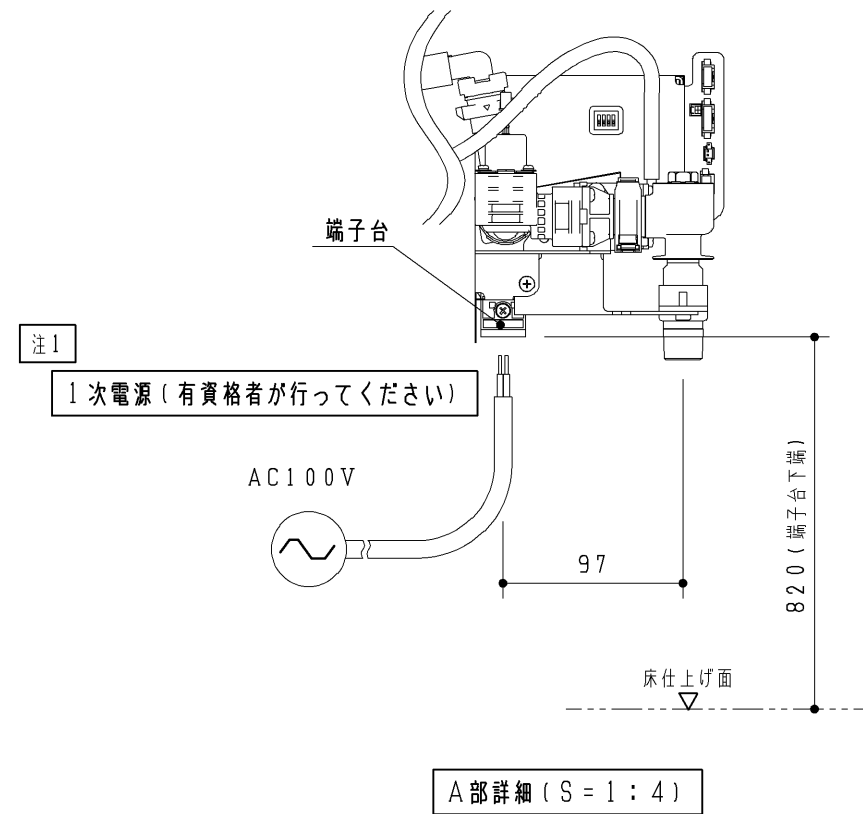 端子台
注1
1次電源(有資格者が行ってください)
AC100V
97
820(端子台下端)
床仕上げ面
A部詳細(S=1:4)